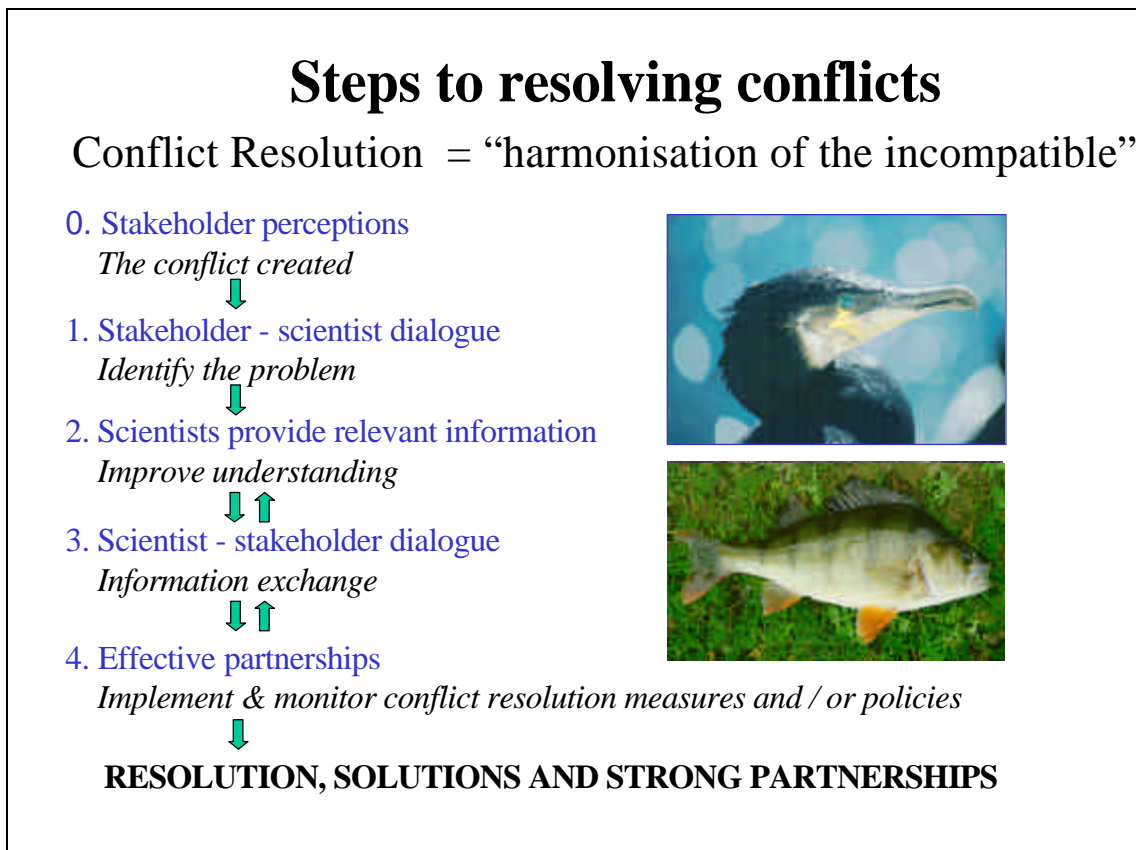 Steps to resolving conflicts
Conflict Resolution = “harmonisation of the incompatible”
0. Stakeholder perceptions
The conflict created
1. Stakeholder - scientist dialogue
Identify the problem
2. Scientists provide relevant information
Improve understanding
3. Scientist - stakeholder dialogue
Information exchange
4. Effective partnerships
Implement & monitor conflict resolution measures and / or policies
RESOLUTION, SOLUTIONS AND STRONG PARTNERSHIPS